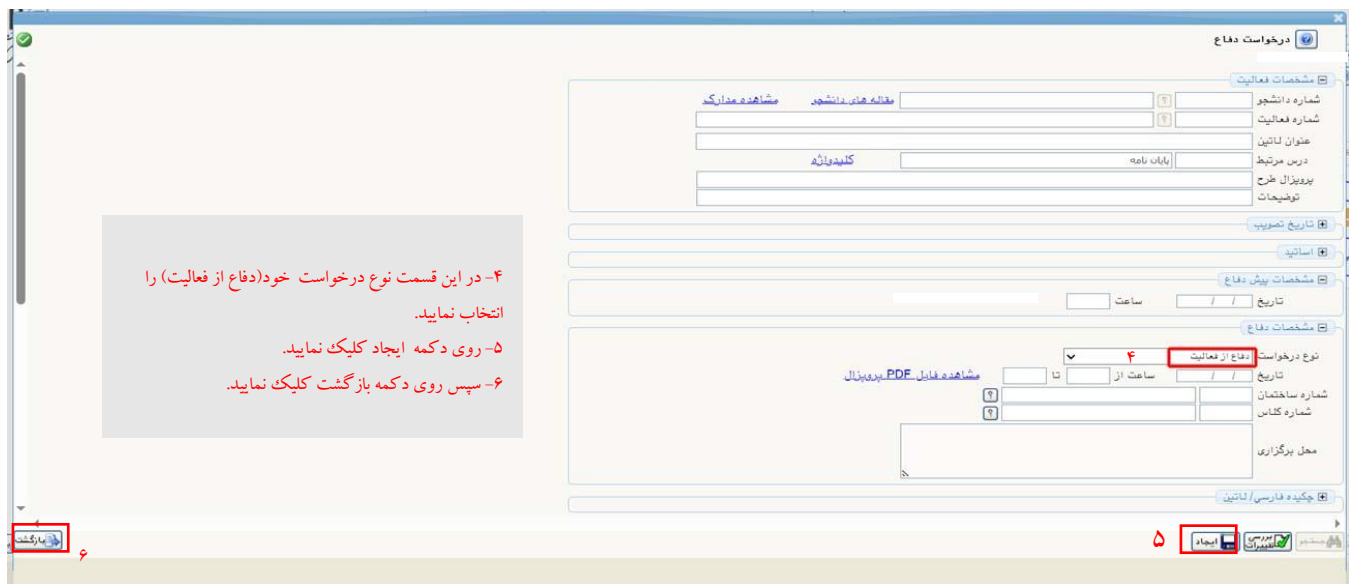 درخواست دفاع
مشخصات فعالیت
شماره دانشجو ؟ مقاله های دانشجو مشاهده مدارک
شماره فعالیت ؟
عنوان لاتین
درس مرتبط پایان نامه کلیدواژه
پروپزال طرح
توضیحات
تاریخ تصویب
اساتید
مشخصات پیش دفاع
تاریخ / / ساعت
مشخصات دفاع
نوع درخواست دفاع از فعالیت ۴
تاریخ / / ساعت از تا مشاهده فایل PDF پروپزال
شماره ساختمان ؟
شماره کلاس ؟
محل برگزاری
چکیده فارسی/ لاتین
۴- در این قسمت نوع درخواست خود(دفاع از فعالیت) را
انتخاب نمایید.
۵- روی دکمه ایجاد کلیک نمایید.
۶- سپس روی دکمه بازگشت کلیک نمایید.
جستجو بررسی تغییرات ایجاد ۵
۶ بازگشت